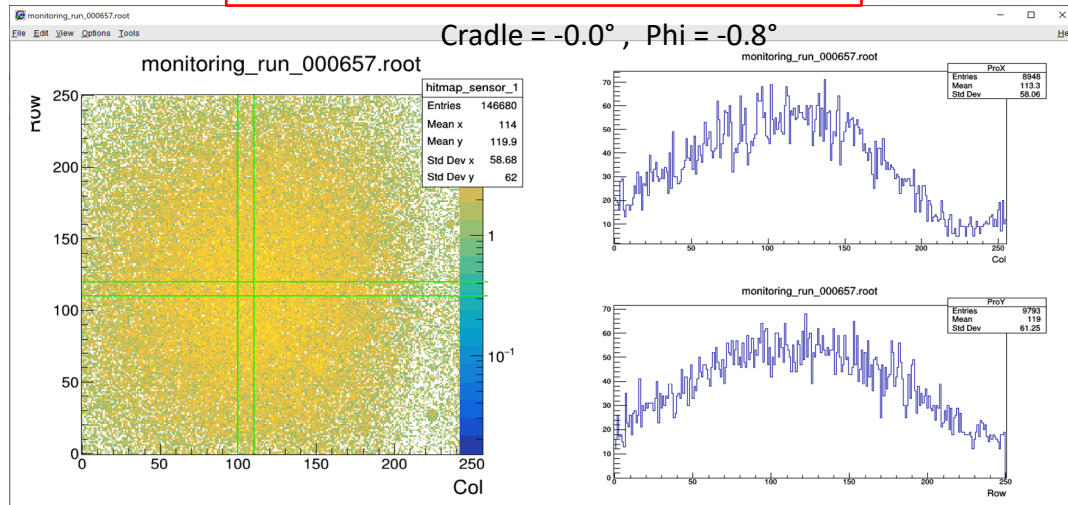 monitoring_run_000657.root
File Edit View Options Tools
Cradle = -0.0° , Phi = -0.8°
monitoring_run_000657.root
hitmap_sensor_1
Entries 146680
Mean x 114
Mean y 119.9
Std Dev x 58.68
Std Dev y 62
Row
250
200
150
100
50
0
0 50 100 150 200 250
Col
1
10⁻¹
monitoring_run_000657.root
ProX
Entries 8948
Mean 113.3
Std Dev 58.06
70
60
50
40
30
20
10
0 50 100 150 200 250
Col
monitoring_run_000657.root
ProY
Entries 9793
Mean 119
Std Dev 61.25
70
60
50
40
30
20
10
0
0 50 100 150 200 250
Row